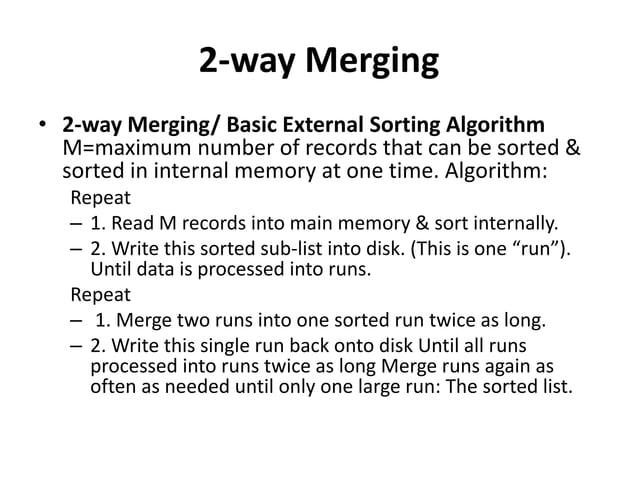 2-way Merging
• 2-way Merging/ Basic External Sorting Algorithm
M=maximum number of records that can be sorted &
sorted in internal memory at one time. Algorithm:
Repeat
– 1. Read M records into main memory & sort internally.
– 2. Write this sorted sub-list into disk. (This is one “run”).
Until data is processed into runs.
Repeat
– 1. Merge two runs into one sorted run twice as long.
– 2. Write this single run back onto disk Until all runs
processed into runs twice as long Merge runs again as
often as needed until only one large run: The sorted list.